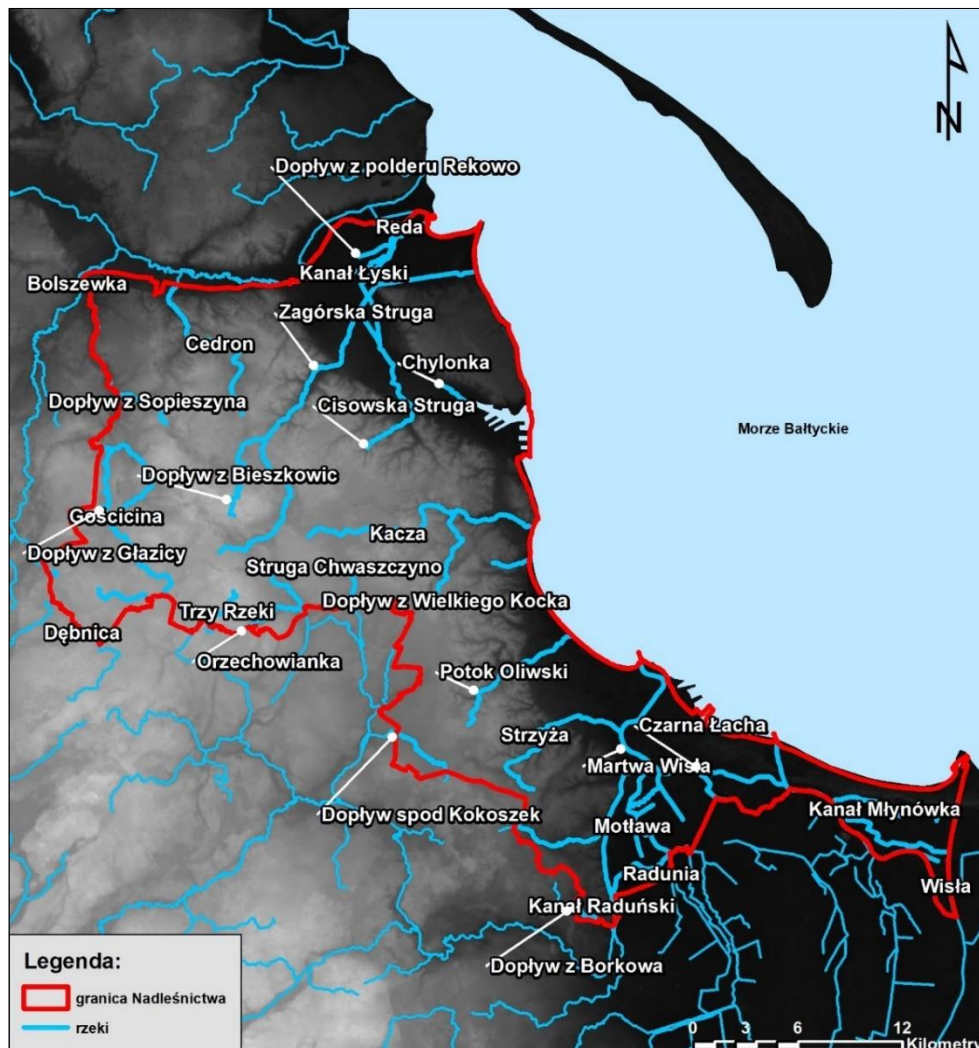 N
Dopływ z polderu Rekowo
Reda
Kanał Łyski
Bolszewka
Zagórska Struga
Cedron
Chylonka
Dopływ z Sopieszyna
Cisowska Struga
Morze Bałtyckie
Dopływ z Bieszkowic
Gościcina
Kacza
Dopływ z Głazicy
Struga Chwaszczyno
Trzy Rzeki
Dopływ z Wielkiego Kocka
Dębnica
Orzechowianka
Potok Oliwski
Strzyża
Czarna Łacha
Martwa Wisła
Dopływ spod Kokoszek
Motława
Kanał Młynówka
Radunia
Wisła
Kanał Raduński
Dopływ z Borkowa
Legenda:
granica Nadleśnictwa
rzeki
0 3 6 12
Kilometry